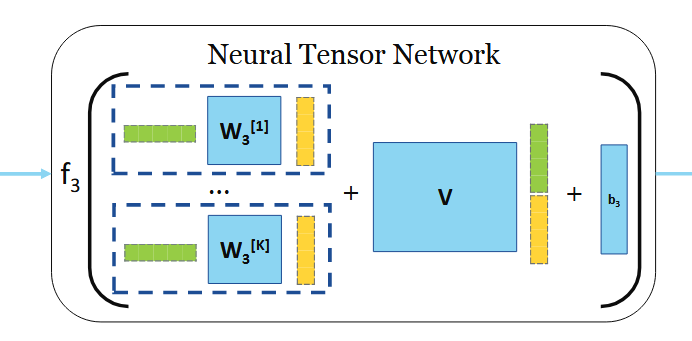 Neural Tensor Network
f₃
W₃[1]
...
W₃[K]
+
V
+
b₃